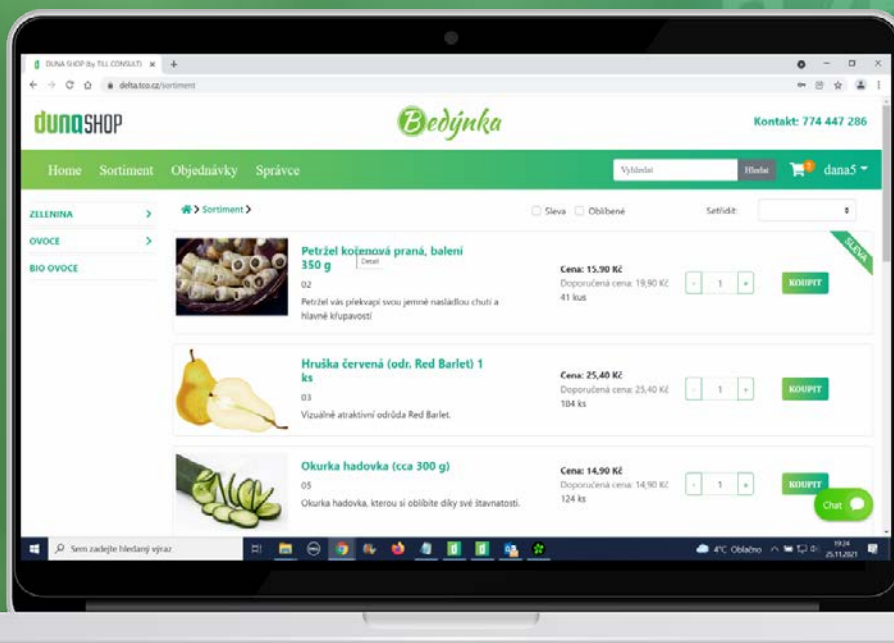 DUNA SHOP (by TILL CONSULT) × +
delta.tco.cz/sortiment
dunaSHOP
Bedýnka
Kontakt: 774 447 286
Home Sortiment Objednávky Správce
Vyhledat Hledat dana5
ZELENINA
OVOCE
BIO OVOCE
Sortiment
Sleva Oblíbené Setřídit:
SLEVA
Petržel kořenová praná, balení
350 g
Detail
02
Petržel vás překvapí svou jemně nasládlou chutí a
hlavně křupavostí
Cena: 15,90 Kč
Doporučená cena: 19,90 Kč
41 kus
- 1 +
KOUPIT
Hruška červená (odr. Red Barlet) 1
ks
03
Vizuálně atraktivní odrůda Red Barlet.
Cena: 25,40 Kč
Doporučená cena: 25,40 Kč
104 ks
- 1 +
KOUPIT
Okurka hadovka (cca 300 g)
05
Okurka hadovka, kterou si oblíbíte díky své šťavnatosti.
Cena: 14,90 Kč
Doporučená cena: 14,90 Kč
124 ks
- 1 +
KOUPIT
Chat
Sem zadejte hledaný výraz
4°C Oblačno
19:24
25.11.2021